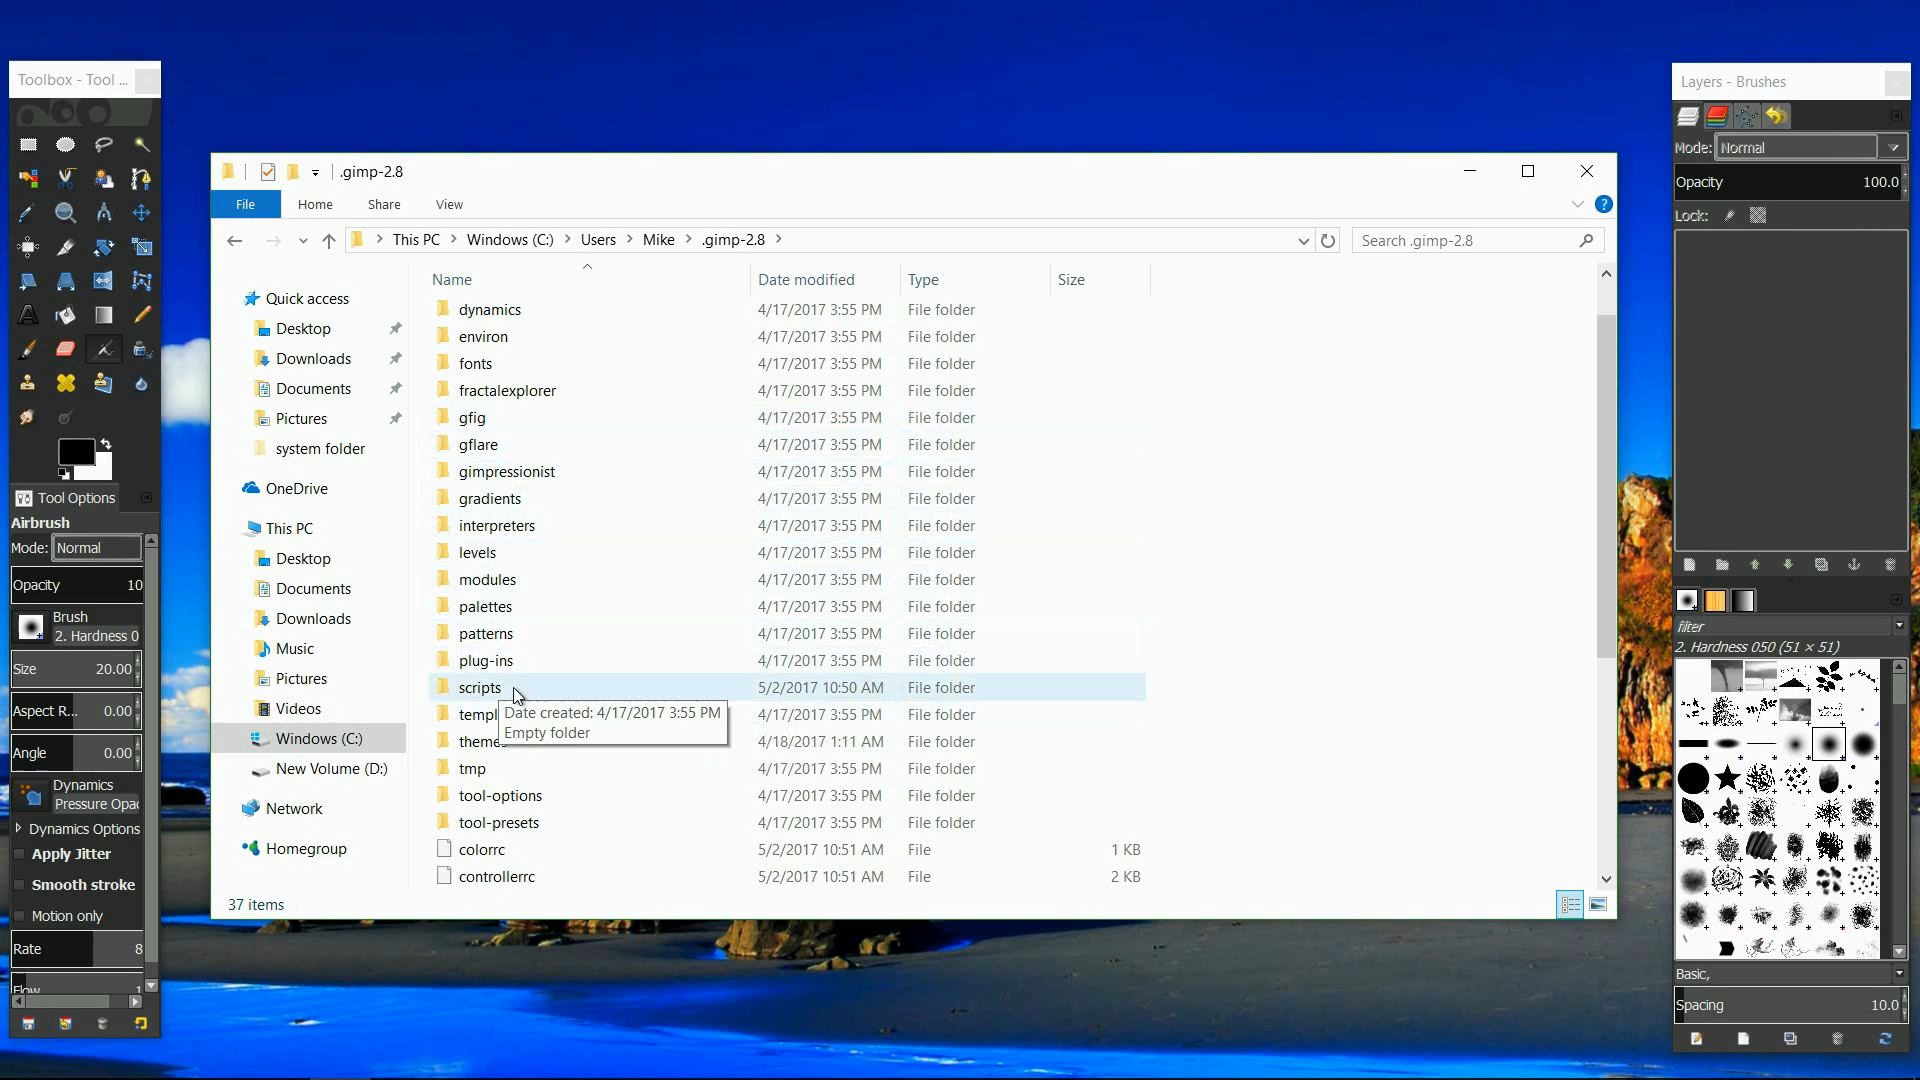 Toolbox - Tool ...
Tool Options
Airbrush
Mode: Normal
Opacity 10
Brush
2. Hardness 0
Size 20.00
Aspect R... 0.00
Angle 0.00
Dynamics
Pressure Opac
Dynamics Options
Apply Jitter
Smooth stroke
Motion only
Rate 8
Flow 1
.gimp-2.8
File Home Share View
This PC Windows (C:) Users Mike .gimp-2.8
Search .gimp-2.8
Quick access
Desktop
Downloads
Documents
Pictures
system folder
OneDrive
This PC
Desktop
Documents
Downloads
Music
Pictures
Videos
Windows (C:)
New Volume (D:)
Network
Homegroup
Name Date modified Type Size
dynamics 4/17/2017 3:55 PM File folder
environ 4/17/2017 3:55 PM File folder
fonts 4/17/2017 3:55 PM File folder
fractalexplorer 4/17/2017 3:55 PM File folder
gfig 4/17/2017 3:55 PM File folder
gflare 4/17/2017 3:55 PM File folder
gimpressionist 4/17/2017 3:55 PM File folder
gradients 4/17/2017 3:55 PM File folder
interpreters 4/17/2017 3:55 PM File folder
levels 4/17/2017 3:55 PM File folder
modules 4/17/2017 3:55 PM File folder
palettes 4/17/2017 3:55 PM File folder
patterns 4/17/2017 3:55 PM File folder
plug-ins 4/17/2017 3:55 PM File folder
scripts 5/2/2017 10:50 AM File folder
templ 4/17/2017 3:55 PM File folder
themes 4/18/2017 1:11 AM File folder
Date created: 4/17/2017 3:55 PM
Empty folder
tmp 4/17/2017 3:55 PM File folder
tool-options 4/17/2017 3:55 PM File folder
tool-presets 4/17/2017 3:55 PM File folder
colorrc 5/2/2017 10:51 AM File 1 KB
controllerrc 5/2/2017 10:51 AM File 2 KB
37 items
Layers - Brushes
Mode: Normal
Opacity 100.0
Lock:
filter
2. Hardness 050 (51 × 51)
Basic,
Spacing 10.0